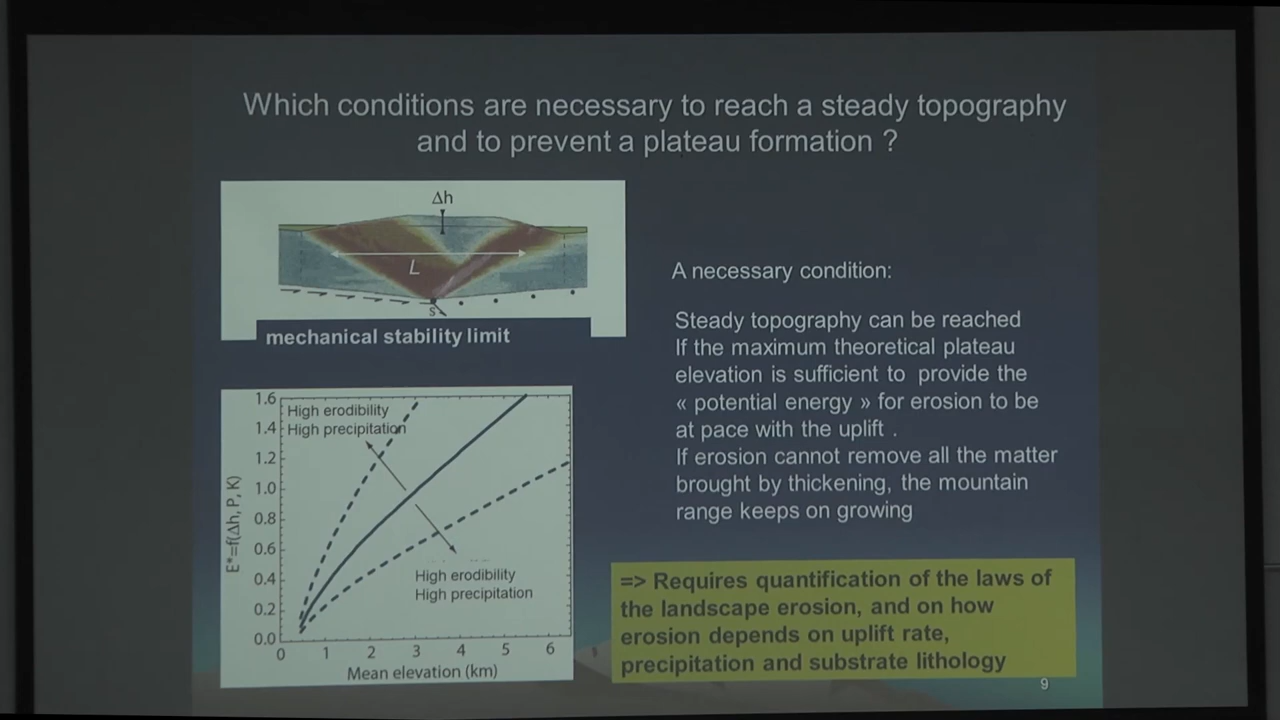 Which conditions are necessary to reach a steady topography
and to prevent a plateau formation ?
Δh
L
S
mechanical stability limit
A necessary condition:
Steady topography can be reached
If the maximum theoretical plateau
elevation is sufficient to provide the
« potential energy » for erosion to be
at pace with the uplift .
If erosion cannot remove all the matter
brought by thickening, the mountain
range keeps on growing
1.6
1.4
1.2
1.0
0.8
0.6
0.4
0.2
0.0
E*=f(Δh, P, K)
High erodibility
High precipitation
High erodibility
High precipitation
0 1 2 3 4 5 6
Mean elevation (km)
=> Requires quantification of the laws of
the landscape erosion, and on how
erosion depends on uplift rate,
precipitation and substrate lithology
9